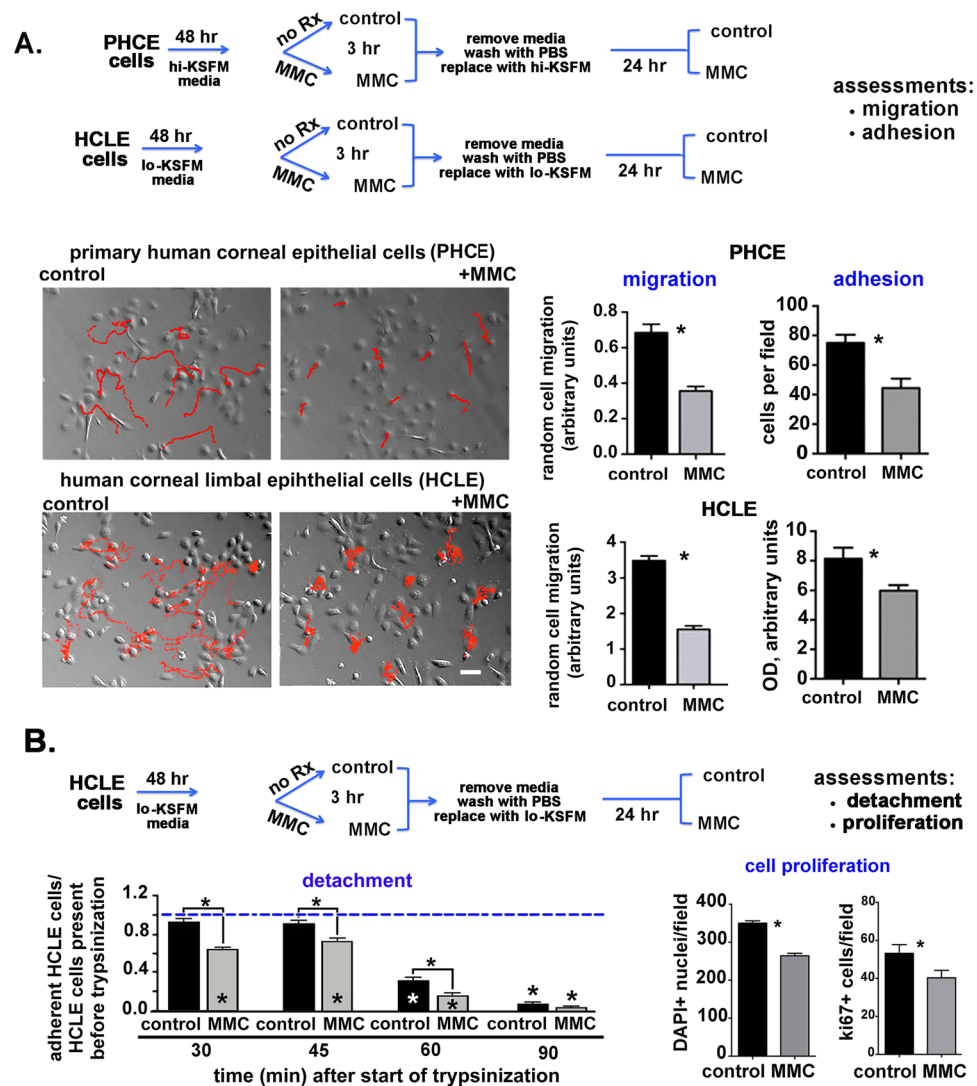 A.
PHCE
cells
48 hr
hi-KSFM
media
no Rx
MMC
3 hr
control
MMC
remove media
wash with PBS
replace with hi-KSFM
24 hr
control
MMC
HCLE
cells
48 hr
lo-KSFM
media
no Rx
MMC
3 hr
control
MMC
remove media
wash with PBS
replace with lo-KSFM
24 hr
control
MMC
assessments:
• migration
• adhesion
primary human corneal epithelial cells (PHCE)
control
+MMC
human corneal limbal epihthelial cells (HCLE)
control
+MMC
PHCE
migration
random cell migration
(arbitrary units)
0.8
0.6
0.4
0.2
0.0
*
control MMC
adhesion
cells per field
100
80
60
40
20
0
*
control MMC
HCLE
random cell migration
(arbitrary units)
4
3
2
1
0
*
control MMC
OD, arbitrary units
10
8
6
4
2
0
*
control MMC
B.
HCLE
cells
48 hr
lo-KSFM
media
no Rx
MMC
3 hr
control
MMC
remove media
wash with PBS
replace with lo-KSFM
24 hr
control
MMC
assessments:
• detachment
• proliferation
detachment
adherent HCLE cells/
HCLE cells present
before trypsinization
1.2
0.8
0.4
0.0
* * * * * * * * *
control MMC control MMC control MMC control MMC
30 45 60 90
time (min) after start of trypsinization
cell proliferation
DAPI+ nuclei/field
400
300
200
100
0
*
control MMC
ki67+ cells/field
80
60
40
20
0
*
control MMC